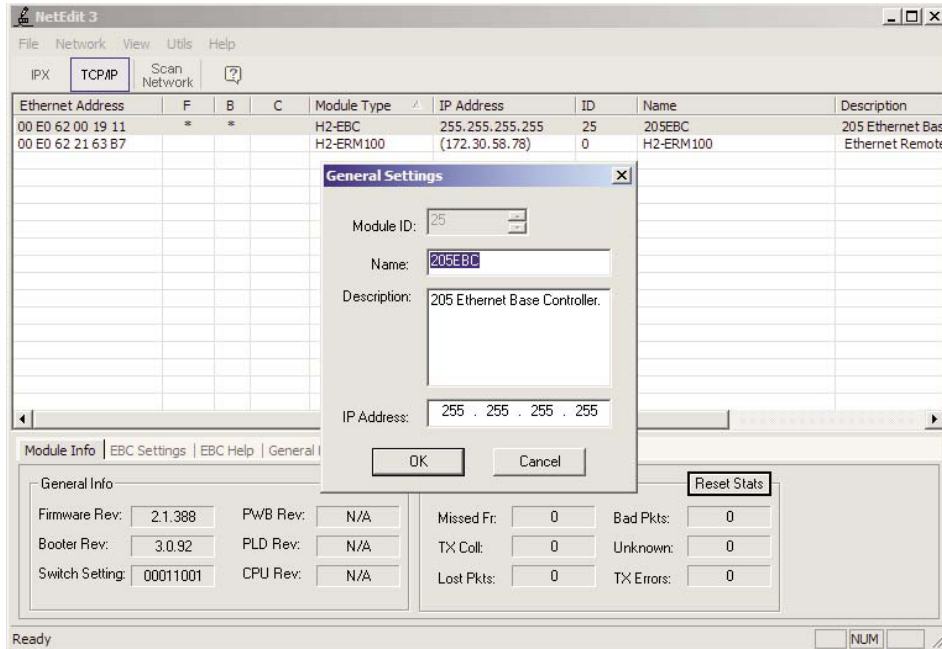 NetEdit 3
File Network View Utils Help
IPX TCP/IP Scan Network ?
Ethernet Address F B C Module Type IP Address ID Name Description
00 E0 62 00 19 11 * * H2-EBC 255.255.255.255 25 205EBC 205 Ethernet Bas
00 E0 62 21 63 B7 H2-ERM100 (172.30.58.78) 0 H2-ERM100 Ethernet Remote
General Settings
Module ID: 25
Name: 205EBC
Description: 205 Ethernet Base Controller.
IP Address: 255 . 255 . 255 . 255
OK Cancel
Module Info EBC Settings EBC Help General
General Info Reset Stats
Firmware Rev: 2.1.388 PWB Rev: N/A Missed Fr: 0 Bad Pkts: 0
Booter Rev: 3.0.92 PLD Rev: N/A TX Coll: 0 Unknown: 0
Switch Setting: 00011001 CPU Rev: N/A Lost Pkts: 0 TX Errors: 0
Ready NUM